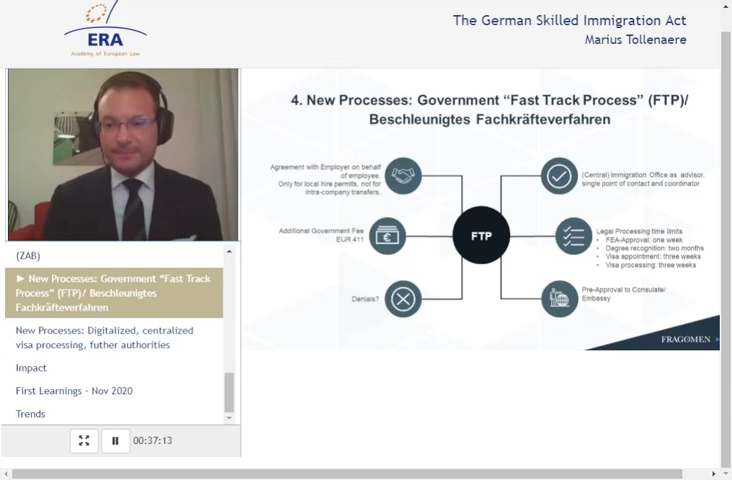 ERA
Academy of European Law
The German Skilled Immigration Act
Marius Tollenaere
(ZAB)
► New Processes: Government “Fast Track
Process” (FTP)/ Beschleunigtes
Fachkräfteverfahren
New Processes: Digitalized, centralized
visa processing, futher authorities
Impact
First Learnings - Nov 2020
Trends
00:37:13
4. New Processes: Government “Fast Track Process” (FTP)/
Beschleunigtes Fachkräfteverfahren
Agreement with Employer on behalf
of employee.
Only for local hire permits, not for
intra-company transfers.
Additional Government Fee
EUR 411
Denials?
FTP
(Central) Immigration Office as advisor,
single point of contact and coordinator
Legal Processing time limits
• FEA-Approval: one week
• Degree recognition: two months
• Visa appointment: three weeks
• Visa processing: three weeks
Pre-Approval to Consulate/
Embassy
FRAGOMEN